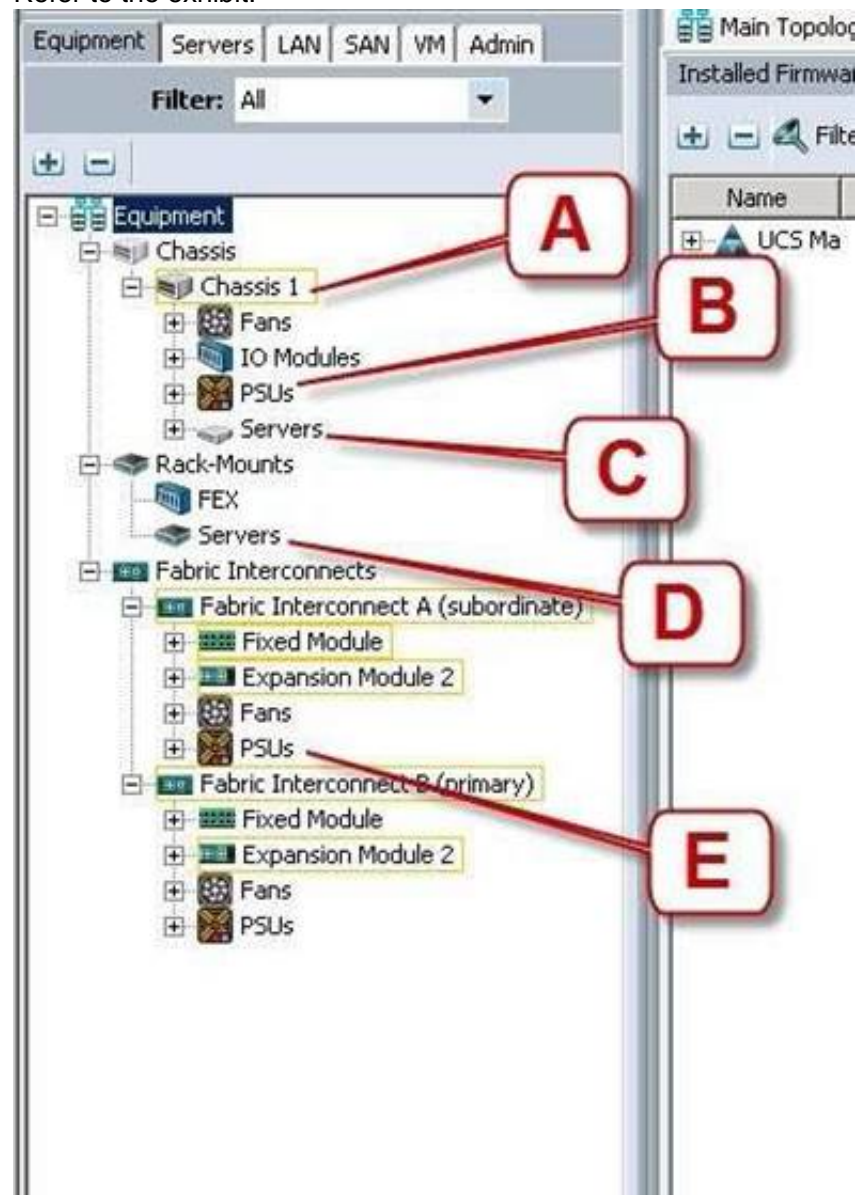 Refer to the exhibit.
Equipment Servers LAN SAN VM Admin
Filter: All
Equipment
Chassis
Chassis 1
Fans
IO Modules
PSUs
Servers
Rack-Mounts
FEX
Servers
Fabric Interconnects
Fabric Interconnect A (subordinate)
Fixed Module
Expansion Module 2
Fans
PSUs
Fabric Interconnect B (primary)
Fixed Module
Expansion Module 2
Fans
PSUs
Main Topolog
Installed Firmwar
Filte
Name
UCS Ma
A
B
C
D
E